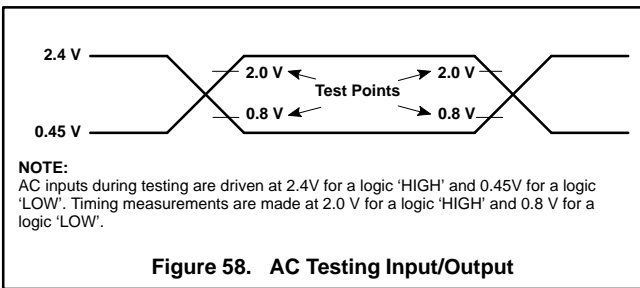 2.4 V
2.0 V 2.0 V
Test Points
0.8 V 0.8 V
0.45 V
NOTE:
AC inputs during testing are driven at 2.4V for a logic ‘HIGH’ and 0.45V for a logic
‘LOW’. Timing measurements are made at 2.0 V for a logic ‘HIGH’ and 0.8 V for a
logic ‘LOW’.
Figure 58. AC Testing Input/Output